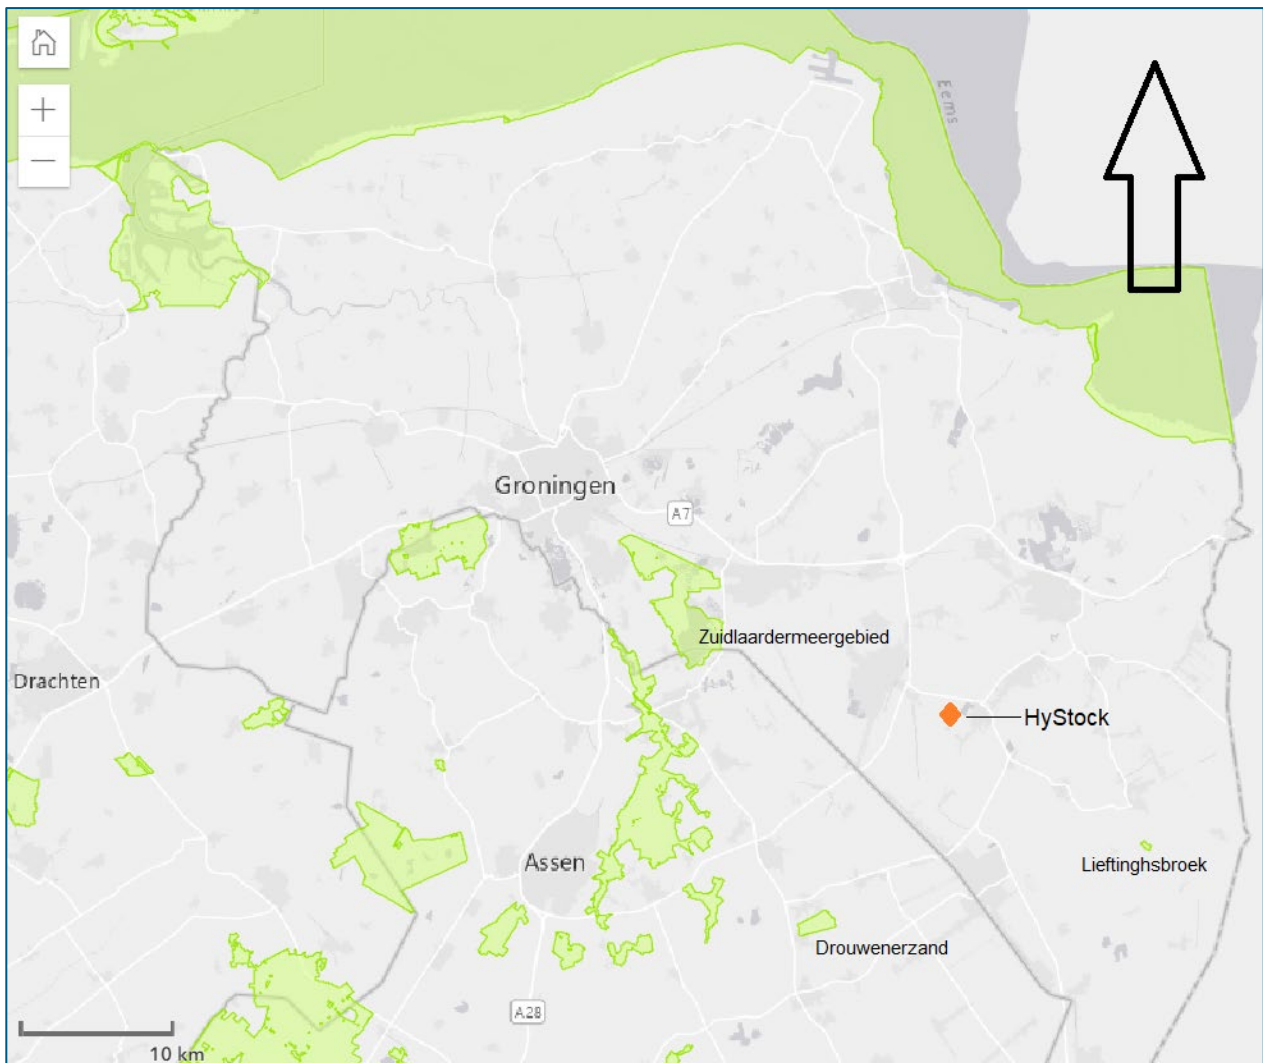 Eems
Groningen
A7
Zuidlaardermeergebied
Drachten
HyStock
Assen
Lieftinghsbroek
Drouwenerzand
A28
10 km